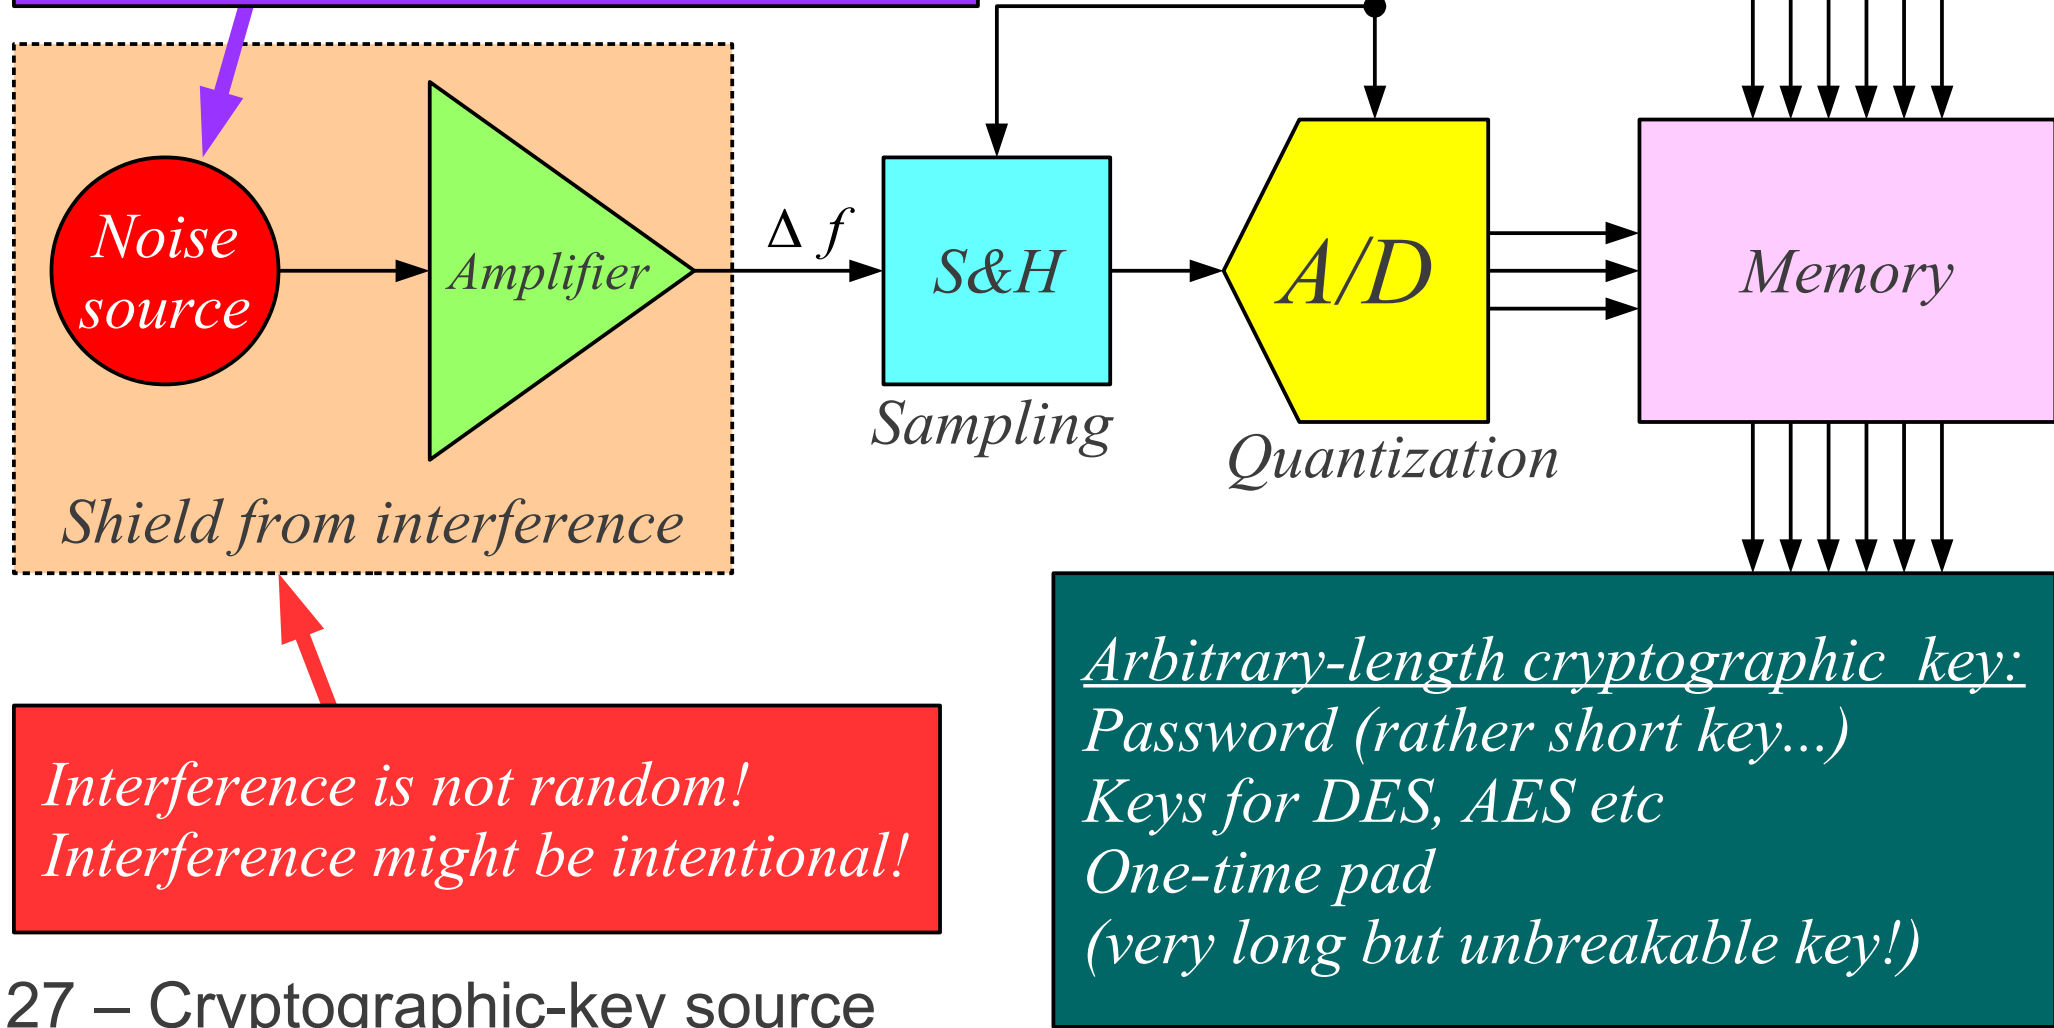 Noise
source
Amplifier
Δ f
S&H
A/D
Memory
Sampling
Quantization
Shield from interference
Interference is not random!
Interference might be intentional!
Arbitrary-length cryptographic key:
Password (rather short key...)
Keys for DES, AES etc
One-time pad
(very long but unbreakable key!)
27 – Cryptographic-key source